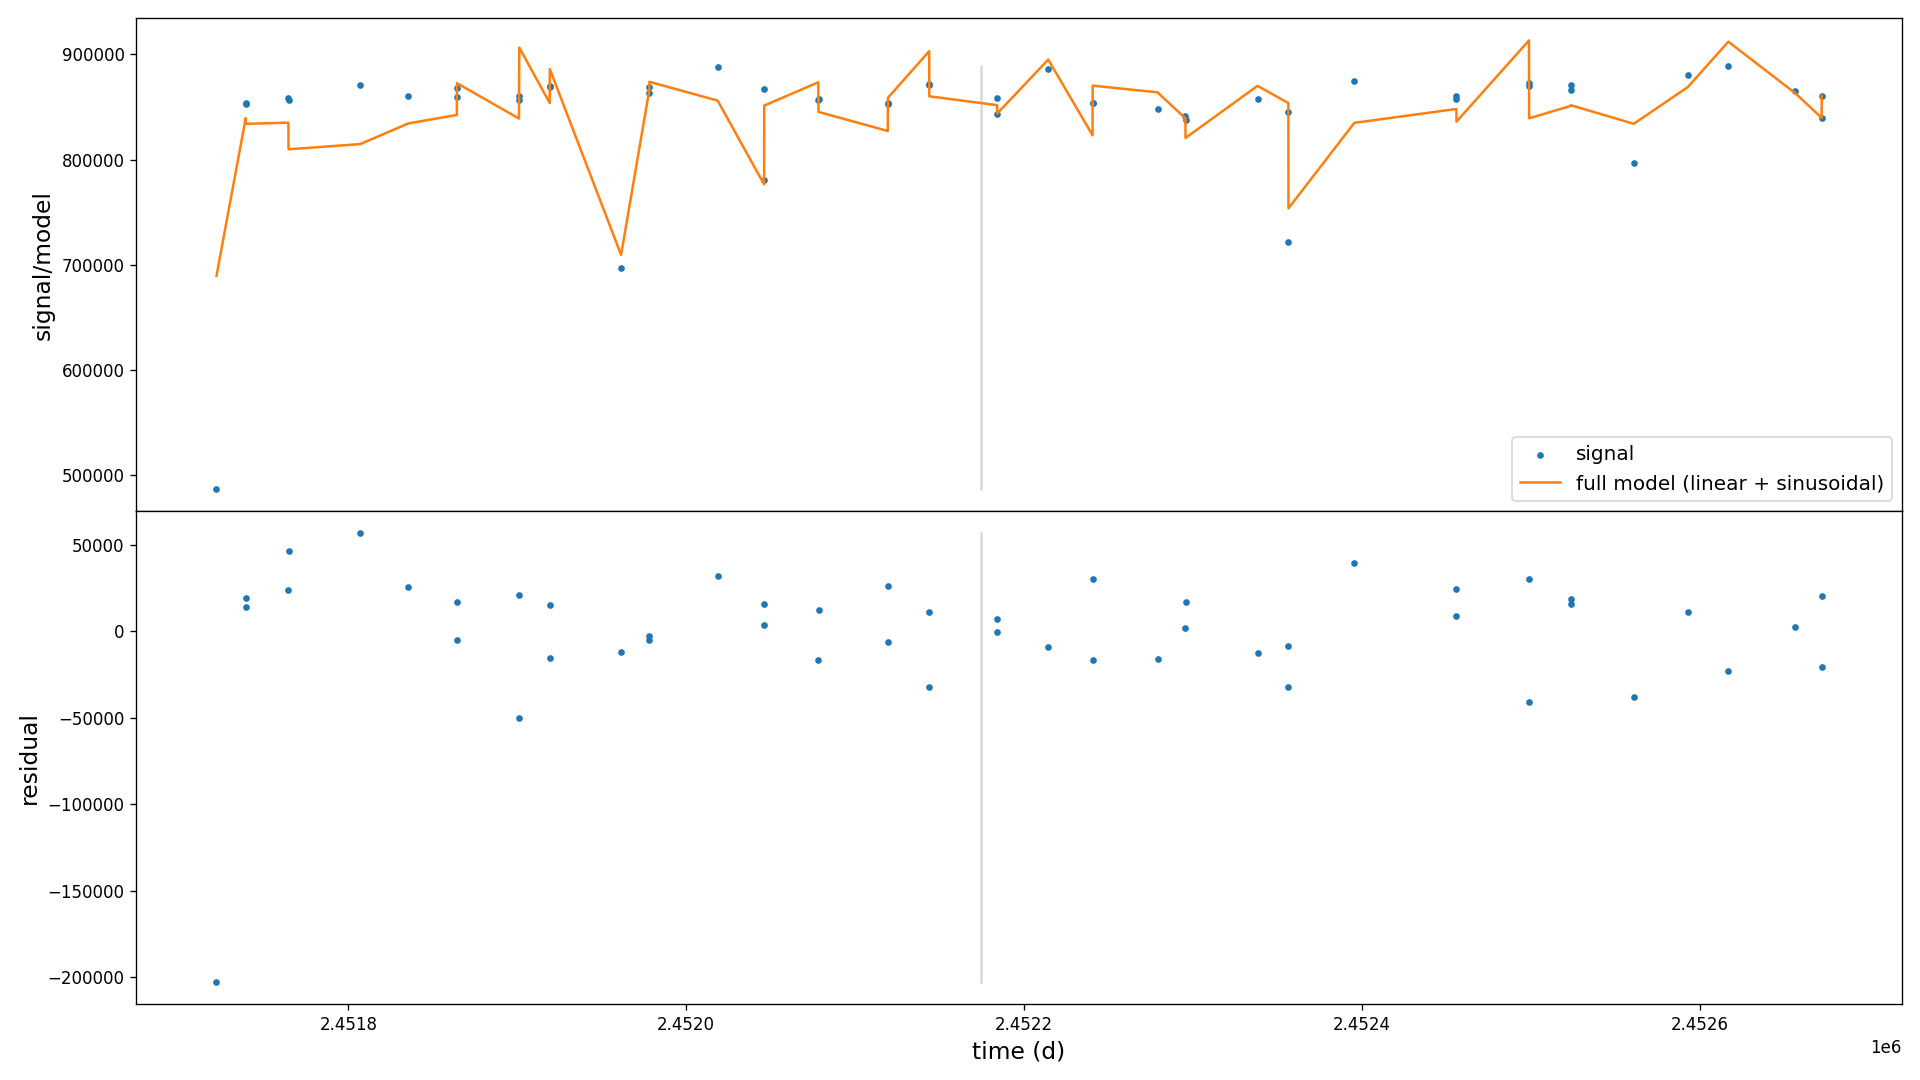 900000
800000
700000
600000
500000
signal/model
signal
full model (linear + sinusoidal)
50000
0
−50000
−100000
−150000
−200000
residual
2.4518
2.4520
2.4522
2.4524
2.4526
time (d)
1e6